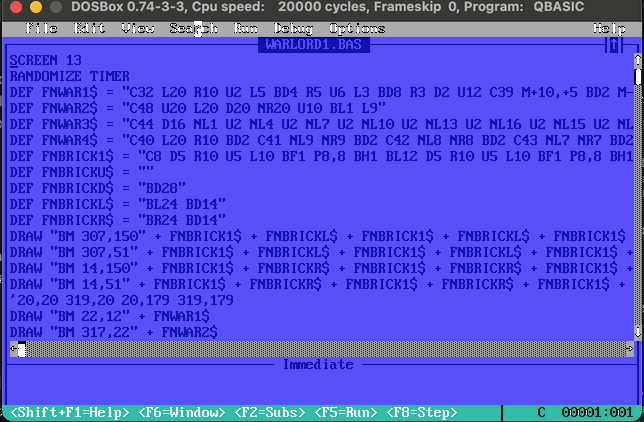 DOSBox 0.74-3-3, Cpu speed: 20000 cycles, Frameskip 0, Program: QBASIC
File Edit View Search Run Debug Options Help
WARLORD1.BAS
SCREEN 13
RANDOMIZE TIMER
DEF FNWAR1$ = "C32 L20 R10 U2 L5 BD4 R5 U6 L3 BD8 R3 D2 U12 C39 M+10,+5 BD2 M-
DEF FNWAR2$ = "C48 U20 L20 D20 NR20 U10 BL1 L9"
DEF FNWAR3$ = "C44 D16 NL1 U2 NL4 U2 NL7 U2 NL10 U2 NL13 U2 NL16 U2 NL15 U2 NL
DEF FNWAR4$ = "C40 L20 R10 BD2 C41 NL9 NR9 BD2 C42 NL8 NR8 BD2 C43 NL7 NR7 BD2
DEF FNBRICK1$ = "C8 D5 R10 U5 L10 BF1 P8,8 BH1 BL12 D5 R10 U5 L10 BF1 P8,8 BH1
DEF FNBRICKU$ = ""
DEF FNBRICKD$ = "BD28"
DEF FNBRICKL$ = "BL24 BD14"
DEF FNBRICKR$ = "BR24 BD14"
DRAW "BM 307,150" + FNBRICK1$ + FNBRICKL$ + FNBRICK1$ + FNBRICKL$ + FNBRICK1$
DRAW "BM 307,51" + FNBRICK1$ + FNBRICKL$ + FNBRICK1$ + FNBRICKL$ + FNBRICK1$
DRAW "BM 14,150" + FNBRICK1$ + FNBRICKR$ + FNBRICK1$ + FNBRICKR$ + FNBRICK1$ +
DRAW "BM 14,51" + FNBRICK1$ + FNBRICKR$ + FNBRICK1$ + FNBRICKR$ + FNBRICK1$ +
'20,20 319,20 20,179 319,179
DRAW "BM 22,12" + FNWAR1$
DRAW "BM 317,22" + FNWAR2$
Immediate
<Shift+F1=Help> <F6=Window> <F2=Subs> <F5=Run> <F8=Step> C 00001:001